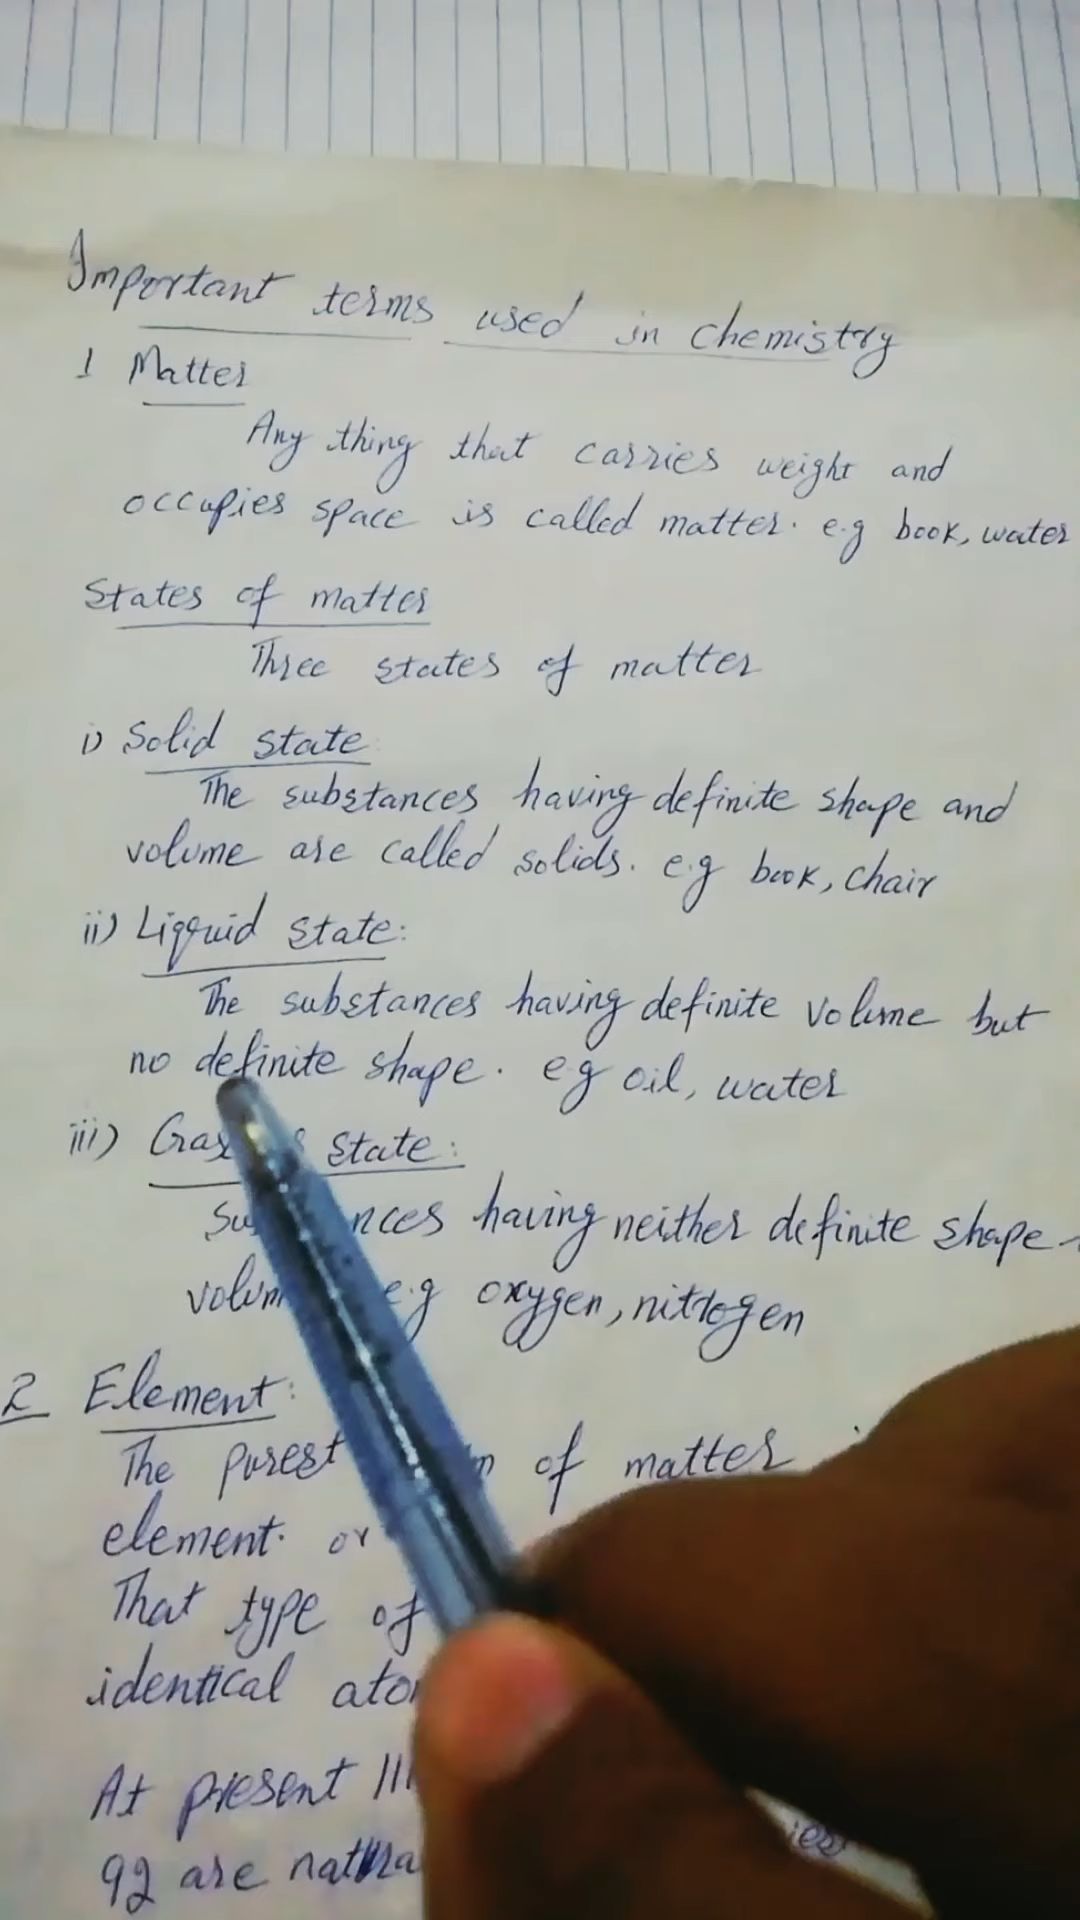 Important terms used in chemistry
1 Matter
Any thing that carries weight and
occupies space is called matter. e.g book, water
States of matter
Three states of matter
i) Solid state:
The substances having definite shape and
volume are called solids. e.g book, chair
ii) Liquid state:
The substances having definite volume but
no definite shape. e g oil, water
iii) State:
having neither definite shape
e.g oxygen, nitrogen
2 Element:
The purest of matter
element. or
That type of
identical
At present
92 are